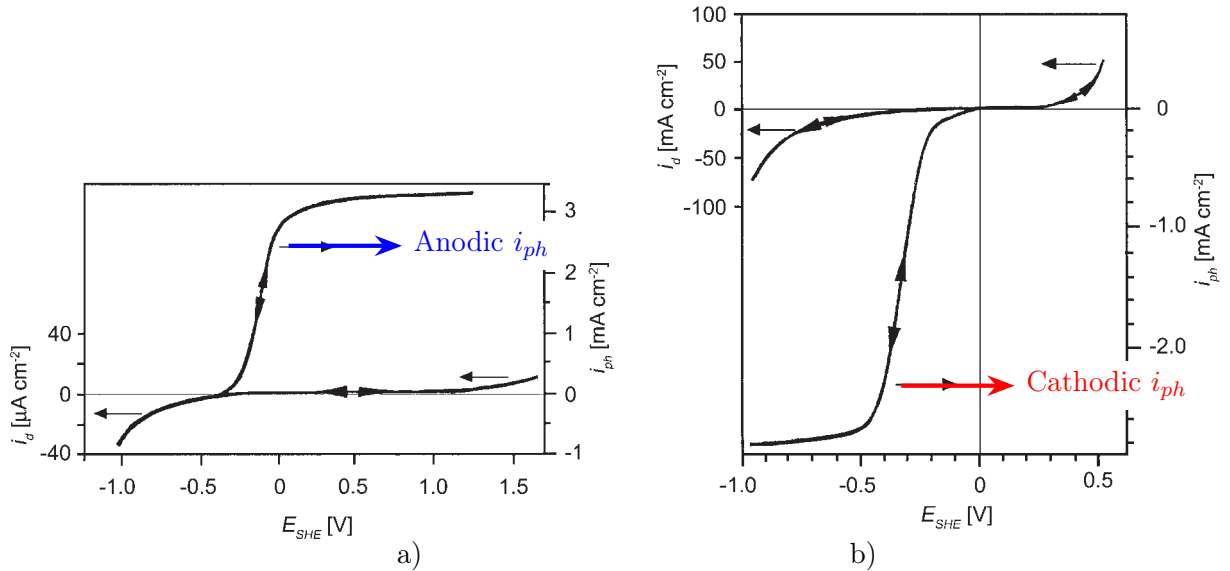 i_d [µA cm⁻²]
40
0
-40
Anodic i_ph
3
2
1
0
-1
i_ph [mA cm⁻²]
-1.0
-0.5
0
0.5
1.0
1.5
E_SHE [V]
a)
i_d [mA cm⁻²]
100
50
0
-50
-100
Cathodic i_ph
0
-1.0
-2.0
i_ph [mA cm⁻²]
-1.0
-0.5
0
0.5
E_SHE [V]
b)